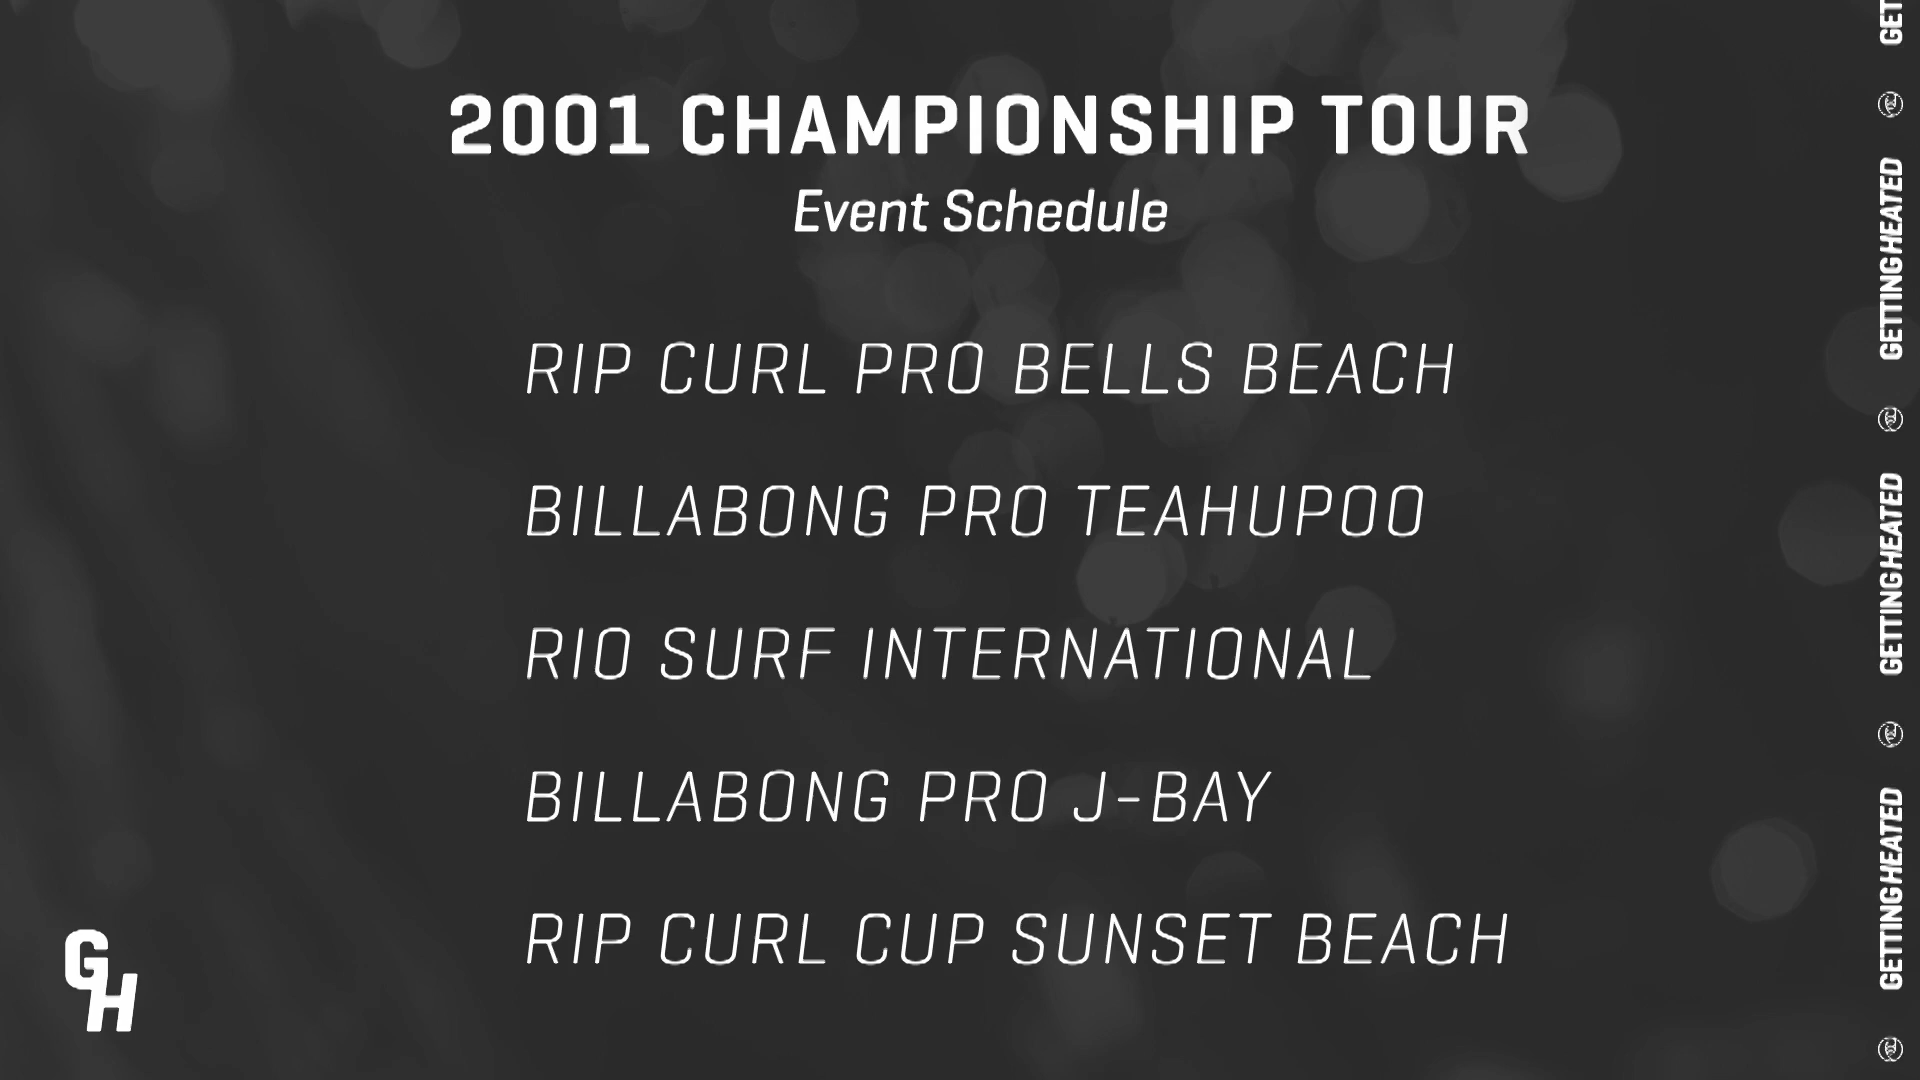 2001 CHAMPIONSHIP TOUR
Event Schedule
RIP CURL PRO BELLS BEACH
BILLABONG PRO TEAHUPOO
RIO SURF INTERNATIONAL
BILLABONG PRO J-BAY
RIP CURL CUP SUNSET BEACH
GH
GET
GETTINGHEATED
GETTINGHEATED
GETTINGHEATED